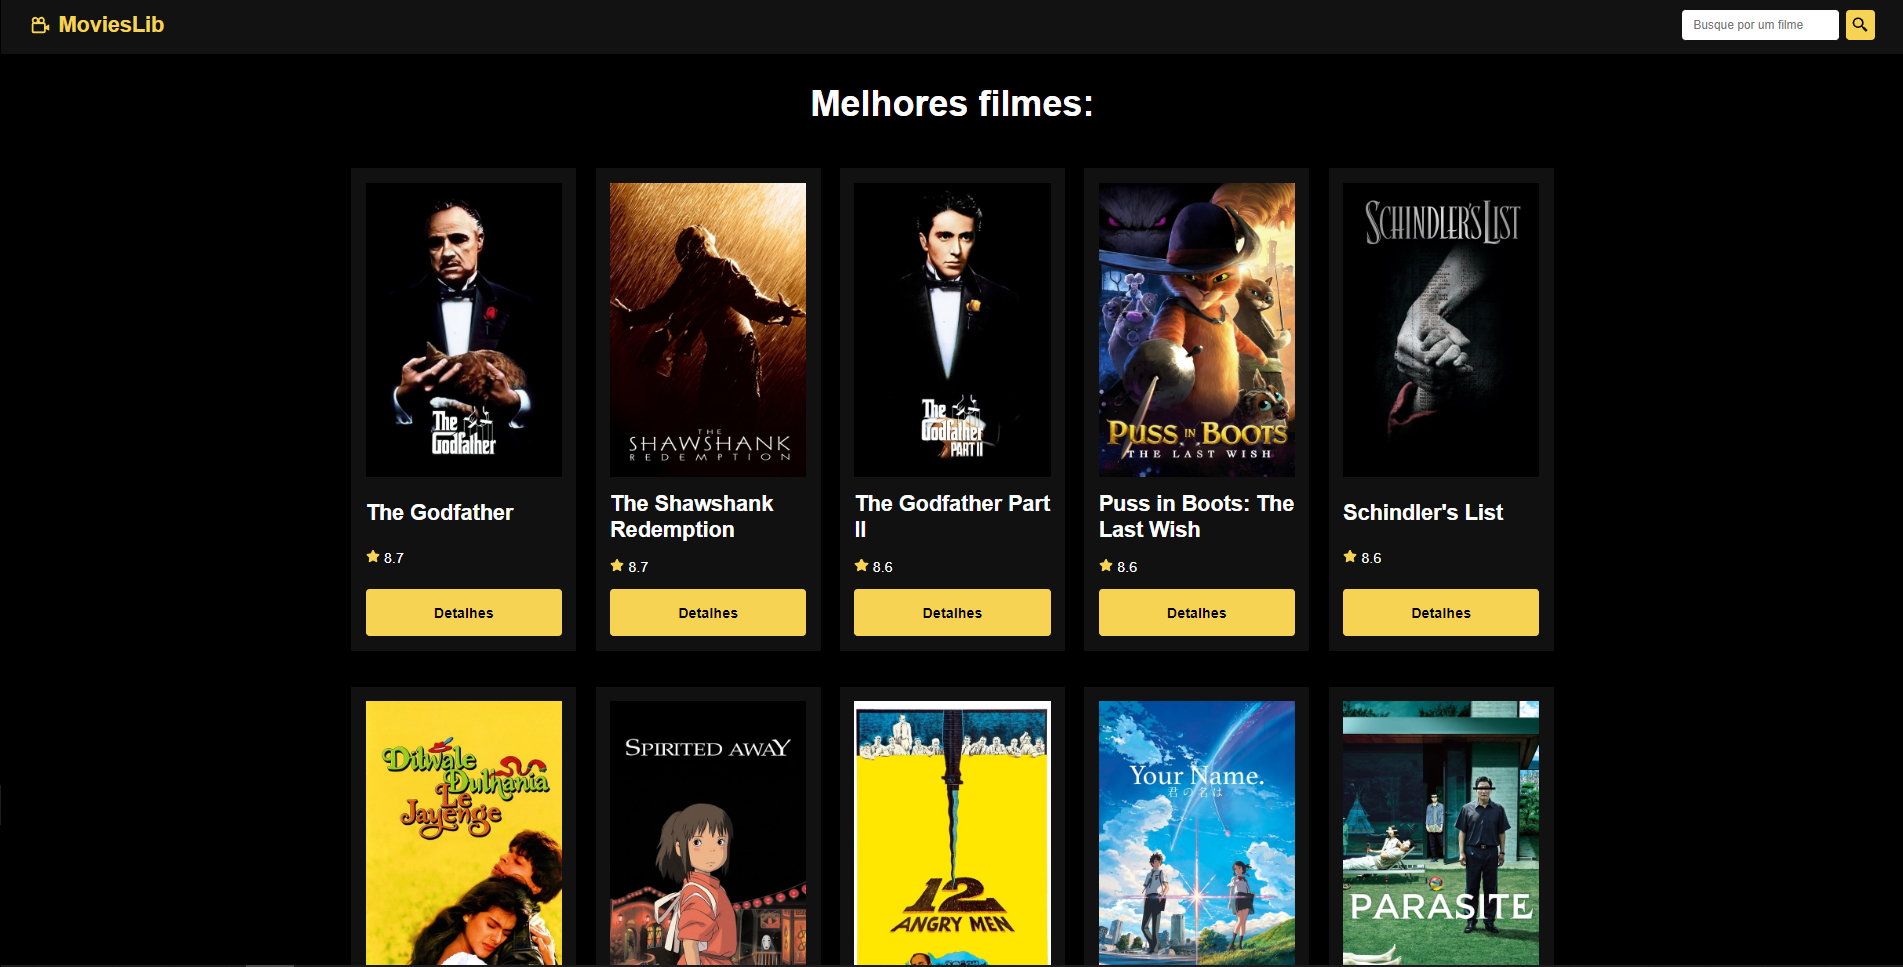 MoviesLib
Busque por um filme
Melhores filmes:
The
Godfather
THE
SHAWSHANK
REDEMPTION
The
Godfather
PART II
PUSS IN BOOTS
THE LAST WISH
SCHINDLER'S LIST
The Godfather
8.7
Detalhes
The Shawshank
Redemption
8.7
Detalhes
The Godfather Part
II
8.6
Detalhes
Puss in Boots: The
Last Wish
8.6
Detalhes
Schindler's List
8.6
Detalhes
Dilwale
Dulhania
Le
Jayenge
SPIRITED AWAY
12
ANGRY MEN
Your Name.
君の名は
PARASITE